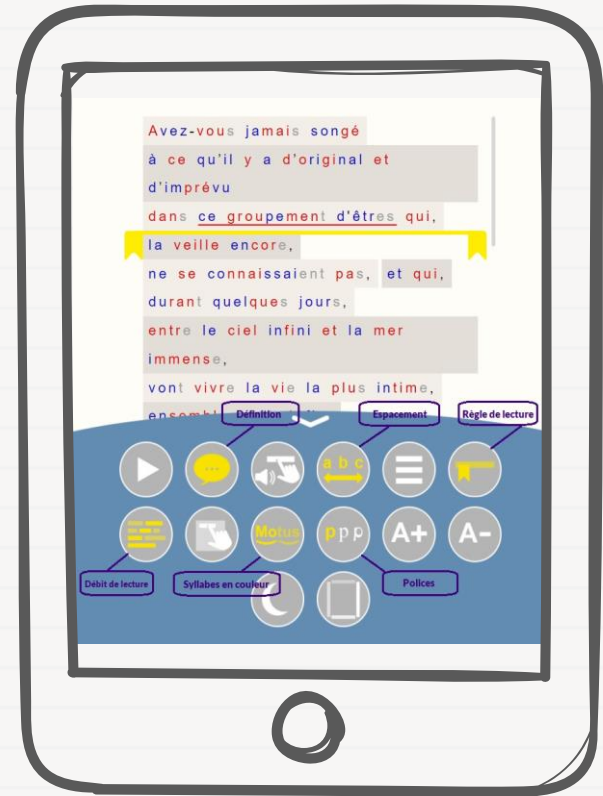 Avez-vous jamais songé
à ce qu'il y a d'original et
d'imprévu
dans ce groupement d'êtres qui,
la veille encore,
ne se connaissaient pas, et qui,
durant quelques jours,
entre le ciel infini et la mer
immense,
vont vivre la vie la plus intime,
Définition
Espacement
Règle de lecture
a b c
Motus
p p p
A+
A-
Débit de lecture
Syllabes en couleur
Polices